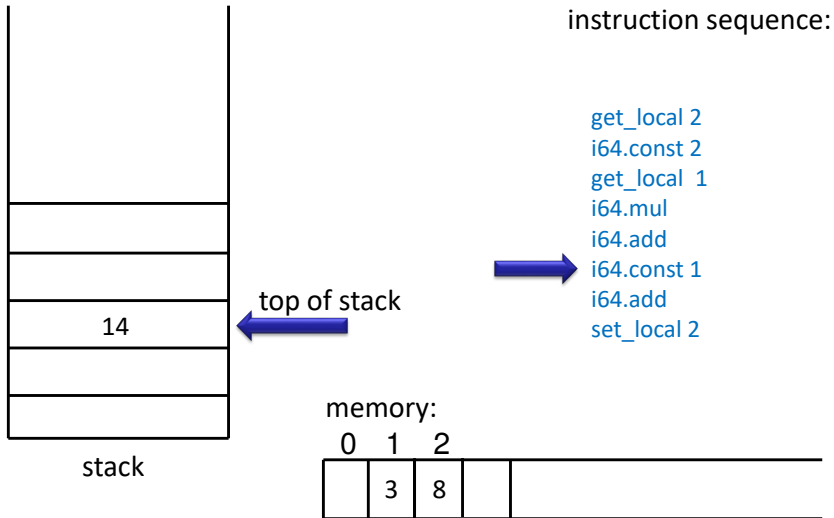 instruction sequence:
get_local 2
i64.const 2
get_local 1
i64.mul
i64.add
i64.const 1
i64.add
set_local 2
top of stack
14
stack
memory:
0 1 2
3 8